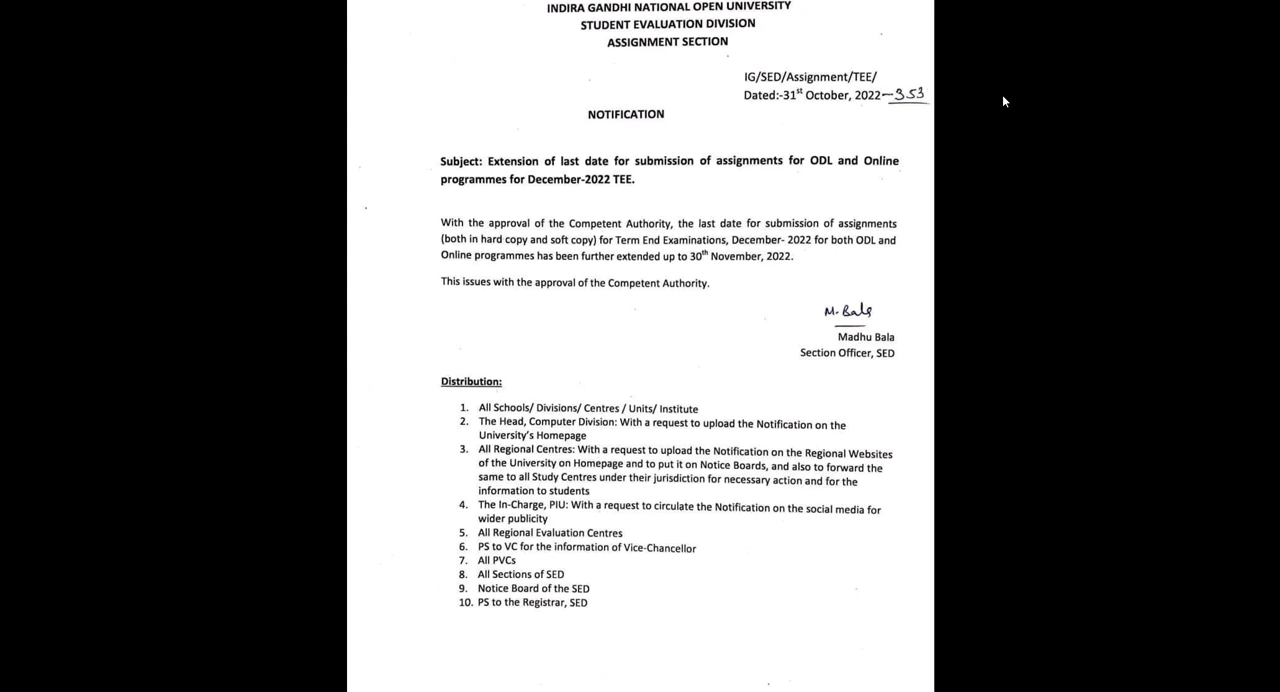 INDIRA GANDHI NATIONAL OPEN UNIVERSITY
STUDENT EVALUATION DIVISION
ASSIGNMENT SECTION
IG/SED/Assignment/TEE/
Dated:-31st October, 2022—353
NOTIFICATION
Subject: Extension of last date for submission of assignments for ODL and Online
programmes for December-2022 TEE.
With the approval of the Competent Authority, the last date for submission of assignments
(both in hard copy and soft copy) for Term End Examinations, December- 2022 for both ODL and
Online programmes has been further extended up to 30th November, 2022.
This issues with the approval of the Competent Authority.
M. Bala
Madhu Bala
Section Officer, SED
Distribution:
1. All Schools/ Divisions/ Centres / Units/ Institute
2. The Head, Computer Division: With a request to upload the Notification on the
University's Homepage
3. All Regional Centres: With a request to upload the Notification on the Regional Websites
of the University on Homepage and to put it on Notice Boards, and also to forward the
same to all Study Centres under their jurisdiction for necessary action and for the
information to students
4. The In-Charge, PIU: With a request to circulate the Notification on the social media for
wider publicity
5. All Regional Evaluation Centres
6. PS to VC for the information of Vice-Chancellor
7. All PVCs
8. All Sections of SED
9. Notice Board of the SED
10. PS to the Registrar, SED